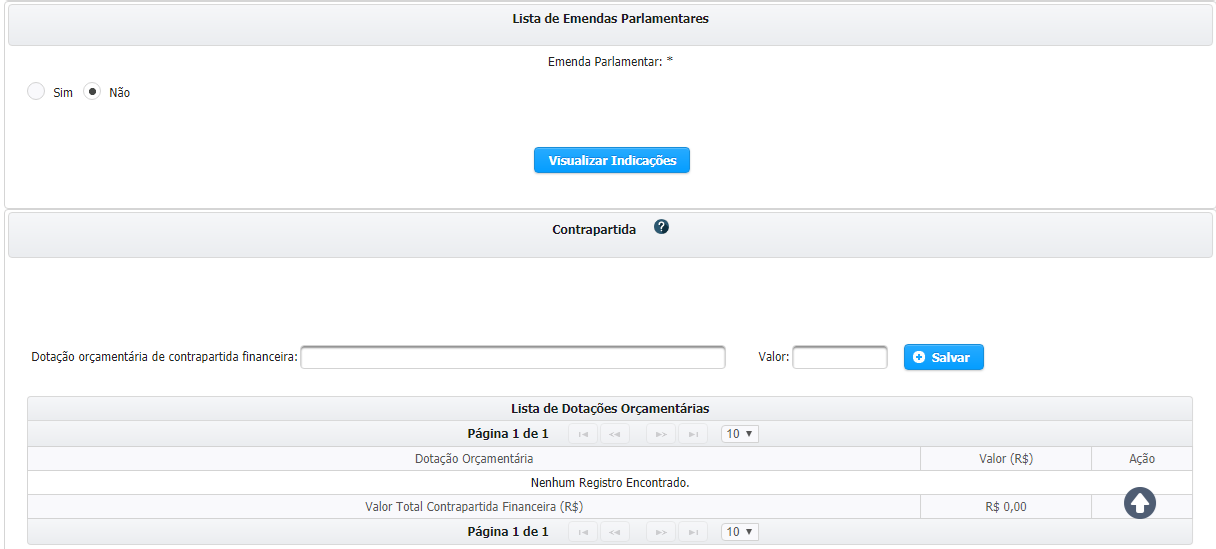 Lista de Emendas Parlamentares
Emenda Parlamentar: *
Sim Não
Visualizar Indicações
Contrapartida ?
Dotação orçamentária de contrapartida financeira: Valor: Salvar
Lista de Dotações Orçamentárias
Página 1 de 1 10
Dotação Orçamentária Valor (R$) Ação
Nenhum Registro Encontrado.
Valor Total Contrapartida Financeira (R$) R$ 0,00
Página 1 de 1 10